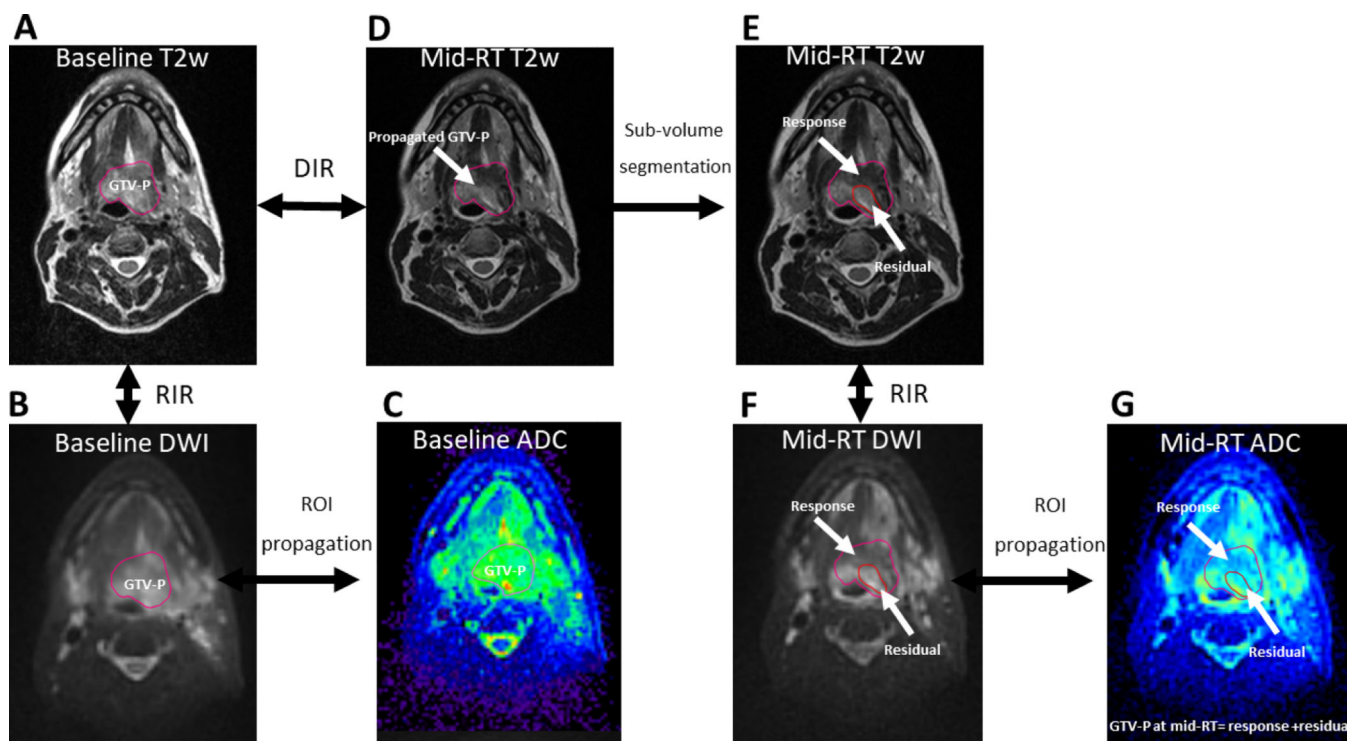 A
Baseline T2w
GTV-P
DIR
D
Mid-RT T2w
Propagated GTV-P
Sub-volume
segmentation
E
Mid-RT T2w
Response
Residual
RIR
RIR
B
Baseline DWI
GTV-P
ROI
propagation
C
Baseline ADC
GTV-P
F
Mid-RT DWI
Response
Residual
ROI
propagation
G
Mid-RT ADC
Response
Residual
GTV-P at mid-RT= response +residual